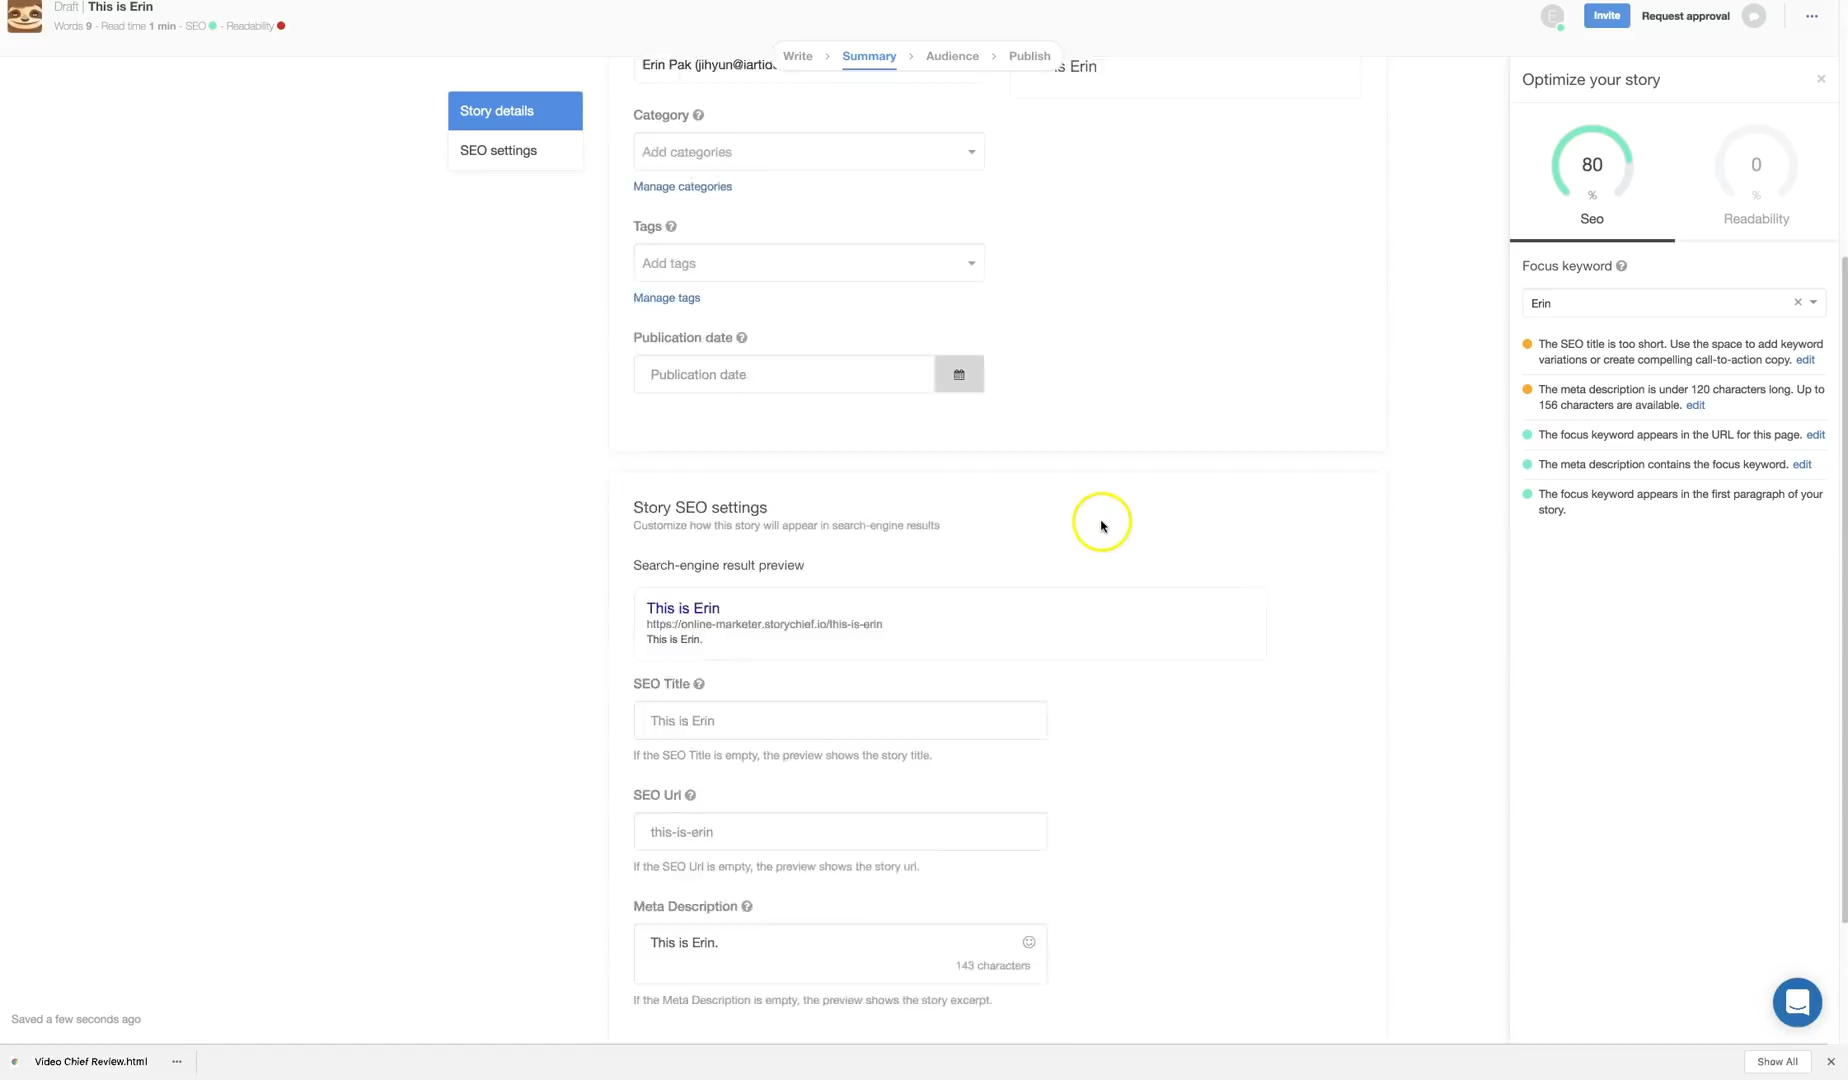 Draft | This is Erin
Words 9 - Read time 1 min - SEO - Readability
Invite
Request approval
Write > Summary > Audience > Publish
Erin Pak (jihyun@iartid
is Erin
Story details
SEO settings
Category
Add categories
Manage categories
Tags
Add tags
Manage tags
Publication date
Publication date
Story SEO settings
Customize how this story will appear in search-engine results
Search-engine result preview
This is Erin
https://online-marketer.storychief.io/this-is-erin
This is Erin.
SEO Title
This is Erin
If the SEO Title is empty, the preview shows the story title.
SEO Url
this-is-erin
If the SEO Url is empty, the preview shows the story url.
Meta Description
This is Erin.
143 characters
If the Meta Description is empty, the preview shows the story excerpt.
Optimize your story
80
%
Seo
0
%
Readability
Focus keyword
Erin
The SEO title is too short. Use the space to add keyword
variations or create compelling call-to-action copy. edit
The meta description is under 120 characters long. Up to
156 characters are available. edit
The focus keyword appears in the URL for this page. edit
The meta description contains the focus keyword. edit
The focus keyword appears in the first paragraph of your
story.
Saved a few seconds ago
Video Chief Review.html
Show All